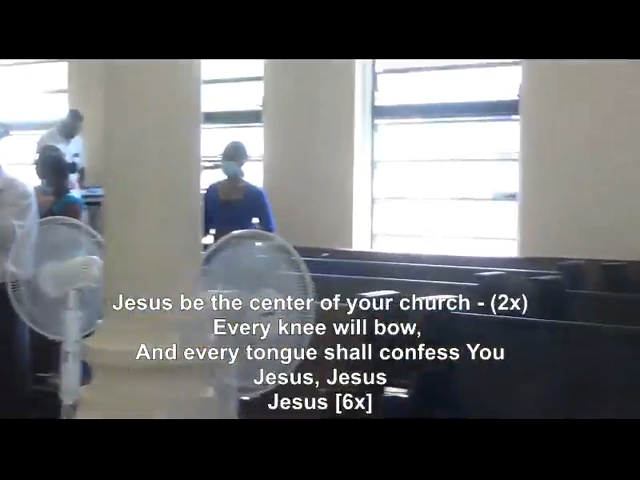 Jesus be the center of your church - (2x)
Every knee will bow,
And every tongue shall confess You
Jesus, Jesus
Jesus [6x]